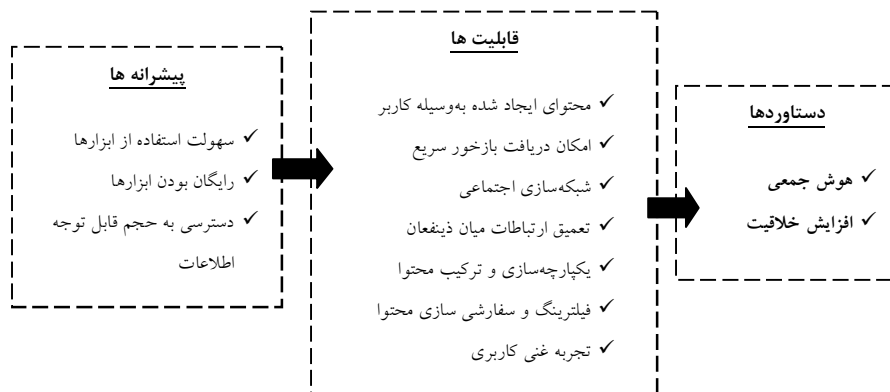 پیشرانه ها
سهولت استفاده از ابزارها
رایگان بودن ابزارها
دسترسی به حجم قابل توجه
اطلاعات
قابلیت ها
محتوای ایجاد شده به‌وسیله کاربر
امکان دریافت بازخور سریع
شبکه‌سازی اجتماعی
تعمیق ارتباطات میان ذینفعان
یکپارچه‌سازی و ترکیب محتوا
فیلترینگ و سفارشی سازی محتوا
تجربه غنی کاربری
دستاوردها
هوش جمعی
افزایش خلاقیت